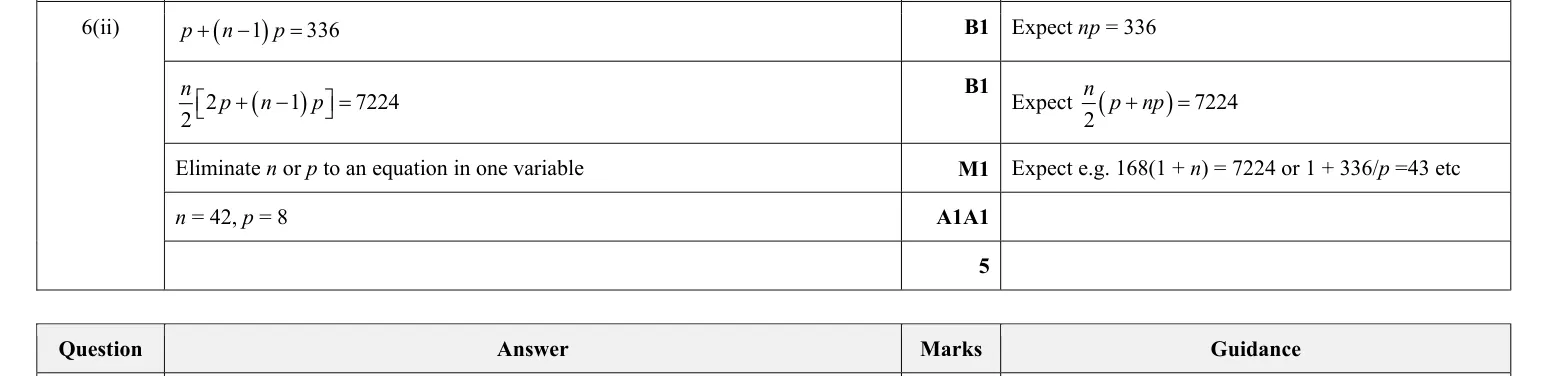 6(ii) p + (n − 1) p = 336 B1 Expect np = 336
n/2 [2p + (n − 1) p] = 7224 B1 Expect n/2 (p + np) = 7224
Eliminate n or p to an equation in one variable M1 Expect e.g. 168(1 + n) = 7224 or 1 + 336/p =43 etc
n = 42, p = 8 A1A1
5
Question Answer Marks Guidance